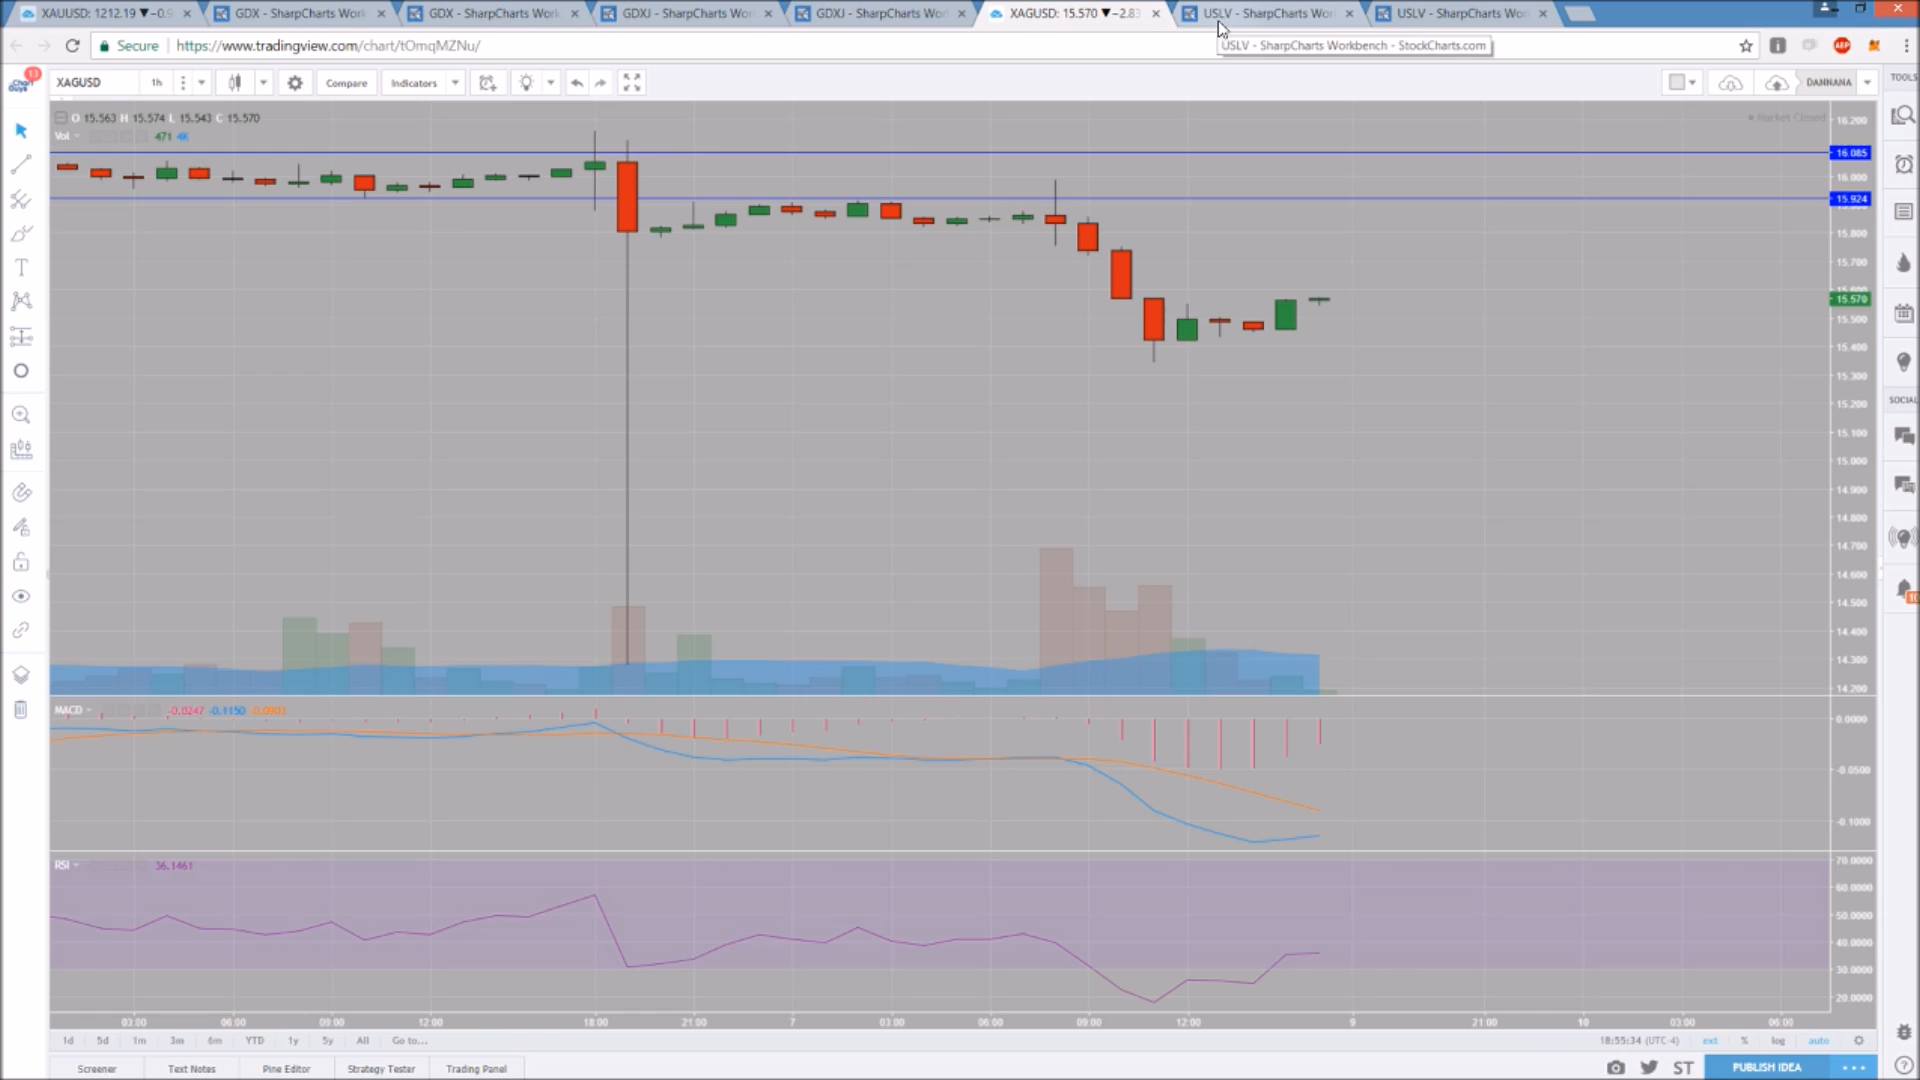 XAUUSD: 1212.19 ▼−0.9
GDX - SharpCharts Work
GDX - SharpCharts Work
GDXJ - SharpCharts Wor
GDXJ - SharpCharts Wor
XAGUSD: 15.570 ▼−2.83
USLV - SharpCharts Wor
USLV - SharpCharts Wor
Secure https://www.tradingview.com/chart/tOmqMZNu/
USLV - SharpCharts Workbench - StockCharts.com
ABP
13
XAGUSD 1h Compare Indicators DANNANA TOOLS
O 15.563 H 15.574 L 15.543 C 15.570
Market Closed
Vol 471 4K
16.200
16.085
16.000
15.924
15.800
15.700
15.570
15.500
15.400
15.300
15.200
15.100
15.000
14.900
14.800
14.700
14.600
14.500
14.400
14.300
14.200
SOCIAL
MACD -0.0247 -0.1150 -0.0903
0.0000
-0.0500
-0.1000
RSI 36.1461
70.0000
60.0000
50.0000
40.0000
30.0000
20.0000
03:00 06:00 09:00 12:00 18:00 21:00 7 03:00 06:00 09:00 12:00 9 21:00 10 03:00 06:00
1d 5d 1m 3m 6m YTD 1y 5y All Go to... 18:55:34 (UTC-4) ext % log auto
Screener Text Notes Pine Editor Strategy Tester Trading Panel ST PUBLISH IDEA